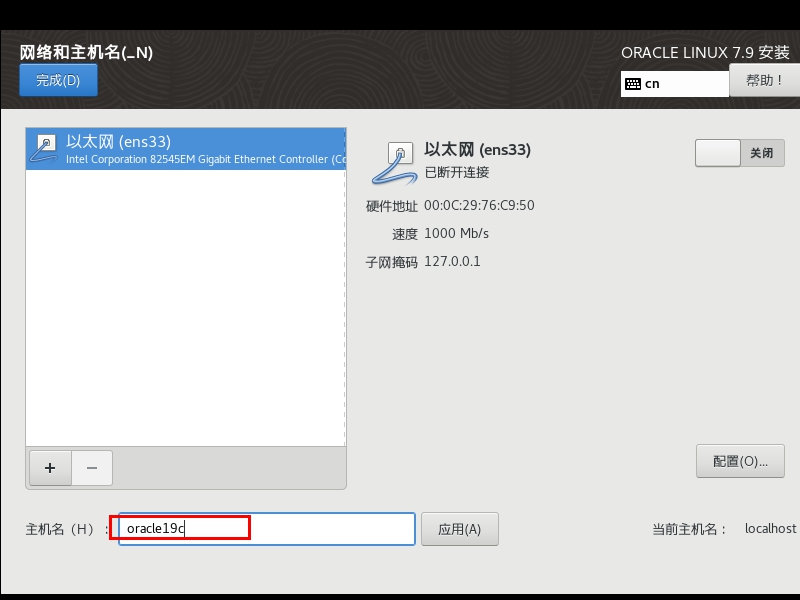 网络和主机名(_N)
ORACLE LINUX 7.9 安装
完成(D)
cn
帮助！
以太网 (ens33)
Intel Corporation 82545EM Gigabit Ethernet Controller (Co
以太网 (ens33)
已断开连接
关闭
硬件地址 00:0C:29:76:C9:50
速度 1000 Mb/s
子网掩码 127.0.0.1
+ −
配置(O)...
主机名（H）： oracle19c
应用(A)
当前主机名： localhost